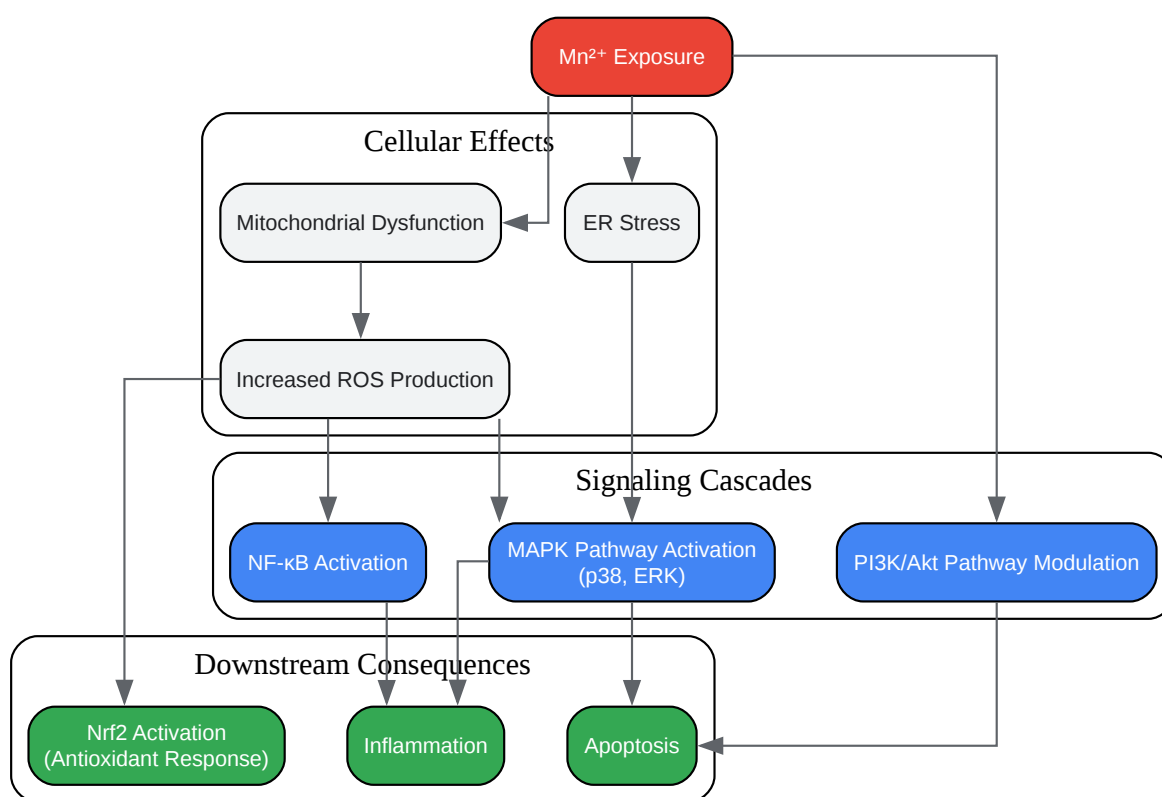 Mn²⁺ Exposure
Cellular Effects
Mitochondrial Dysfunction
ER Stress
Increased ROS Production
Signaling Cascades
NF-κB Activation
MAPK Pathway Activation
(p38, ERK)
PI3K/Akt Pathway Modulation
Downstream Consequences
Nrf2 Activation
(Antioxidant Response)
Inflammation
Apoptosis